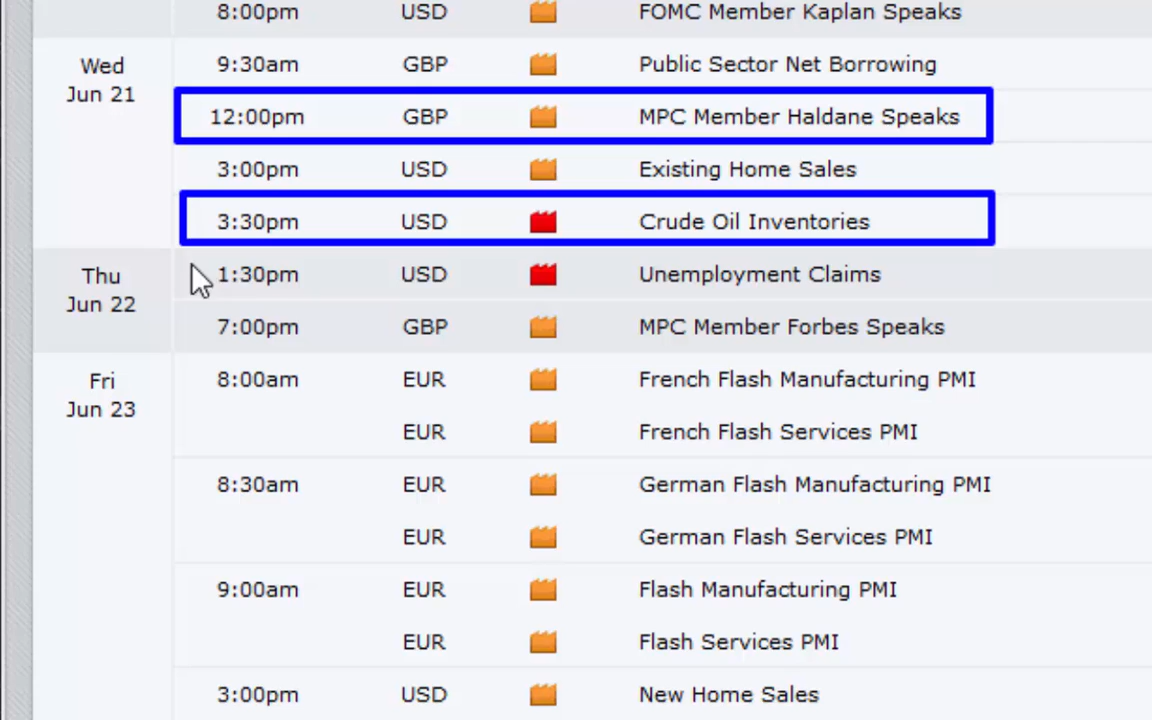 8:00pm USD FOMC Member Kaplan Speaks
Wed
Jun 21
9:30am GBP Public Sector Net Borrowing
12:00pm GBP MPC Member Haldane Speaks
3:00pm USD Existing Home Sales
3:30pm USD Crude Oil Inventories
Thu
Jun 22
1:30pm USD Unemployment Claims
7:00pm GBP MPC Member Forbes Speaks
Fri
Jun 23
8:00am EUR French Flash Manufacturing PMI
EUR French Flash Services PMI
8:30am EUR German Flash Manufacturing PMI
EUR German Flash Services PMI
9:00am EUR Flash Manufacturing PMI
EUR Flash Services PMI
3:00pm USD New Home Sales